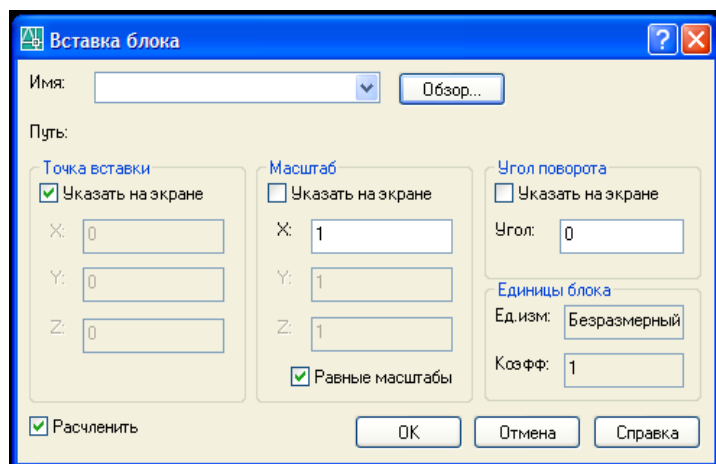 Вставка блока
Имя: Обзор...
Путь:
Точка вставки
Указать на экране
X: 0
Y: 0
Z: 0
Масштаб
Указать на экране
X: 1
Y: 1
Z: 1
Равные масштабы
Угол поворота
Указать на экране
Угол: 0
Единицы блока
Ед.изм: Безразмерный
Коэфф: 1
Расчленить
OK Отмена Справка